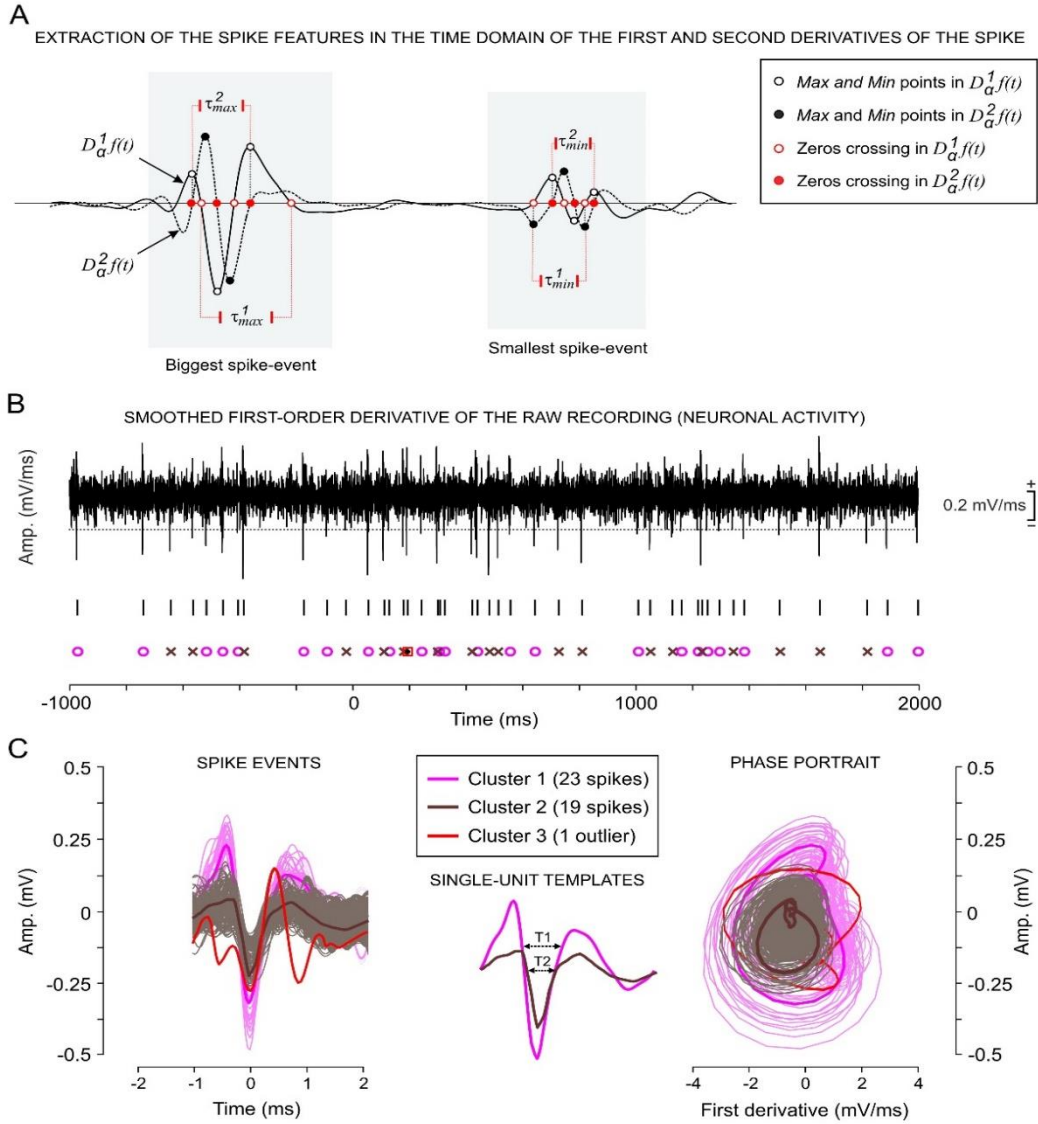 A
EXTRACTION OF THE SPIKE FEATURES IN THE TIME DOMAIN OF THE FIRST AND SECOND DERIVATIVES OF THE SPIKE
τ²max
D¹αf(t)
D²αf(t)
τ¹max
Biggest spike-event
τ²min
τ¹min
Smallest spike-event
Max and Min points in D¹αf(t)
Max and Min points in D²αf(t)
Zeros crossing in D¹αf(t)
Zeros crossing in D²αf(t)
B
SMOOTHED FIRST-ORDER DERIVATIVE OF THE RAW RECORDING (NEURONAL ACTIVITY)
Amp. (mV/ms)
+
0.2 mV/ms
−
-1000 0 1000 2000
Time (ms)
C
SPIKE EVENTS
Amp. (mV)
0.5
0.25
0
-0.25
-0.5
-2 -1 0 1 2
Time (ms)
Cluster 1 (23 spikes)
Cluster 2 (19 spikes)
Cluster 3 (1 outlier)
SINGLE-UNIT TEMPLATES
T1
T2
PHASE PORTRAIT
0.5
0.25
0
-0.25
-0.5
Amp. (mV)
-4 -2 0 2 4
First derivative (mV/ms)